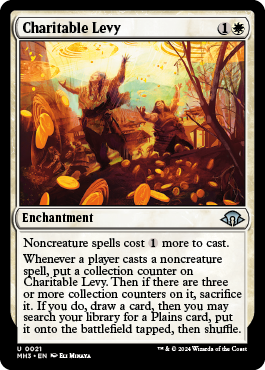 Charitable Levy 1
Enchantment
Noncreature spells cost 1 more to cast.
Whenever a player casts a noncreature
spell, put a collection counter on
Charitable Levy. Then if there are three
or more collection counters on it, sacrifice
it. If you do, draw a card, then you may
search your library for a Plains card, put
it onto the battlefield tapped, then shuffle.
U 0021
MH3 • EN Eli Minaya
™ & © 2024 Wizards of the Coast